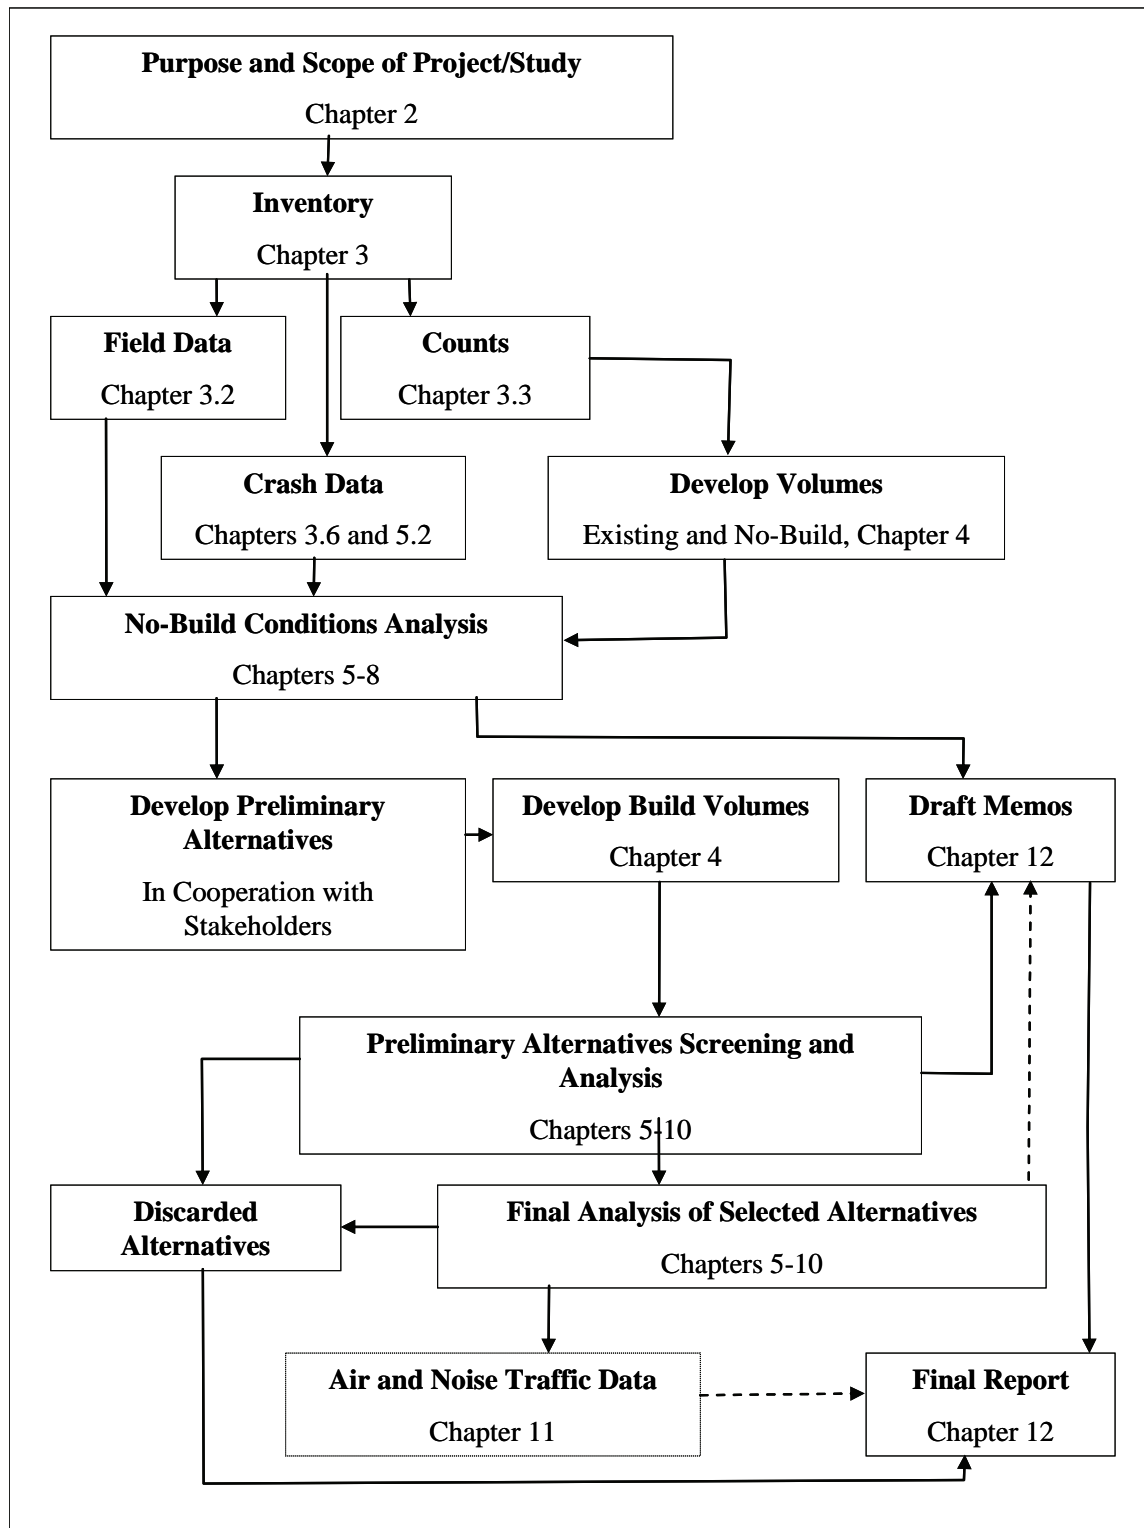 Purpose and Scope of Project/Study
Chapter 2
Inventory
Chapter 3
Field Data
Chapter 3.2
Counts
Chapter 3.3
Crash Data
Chapters 3.6 and 5.2
Develop Volumes
Existing and No-Build, Chapter 4
No-Build Conditions Analysis
Chapters 5-8
Develop Preliminary
Alternatives
In Cooperation with
Stakeholders
Develop Build Volumes
Chapter 4
Draft Memos
Chapter 12
Preliminary Alternatives Screening and
Analysis
Chapters 5-10
Discarded
Alternatives
Final Analysis of Selected Alternatives
Chapters 5-10
Air and Noise Traffic Data
Chapter 11
Final Report
Chapter 12